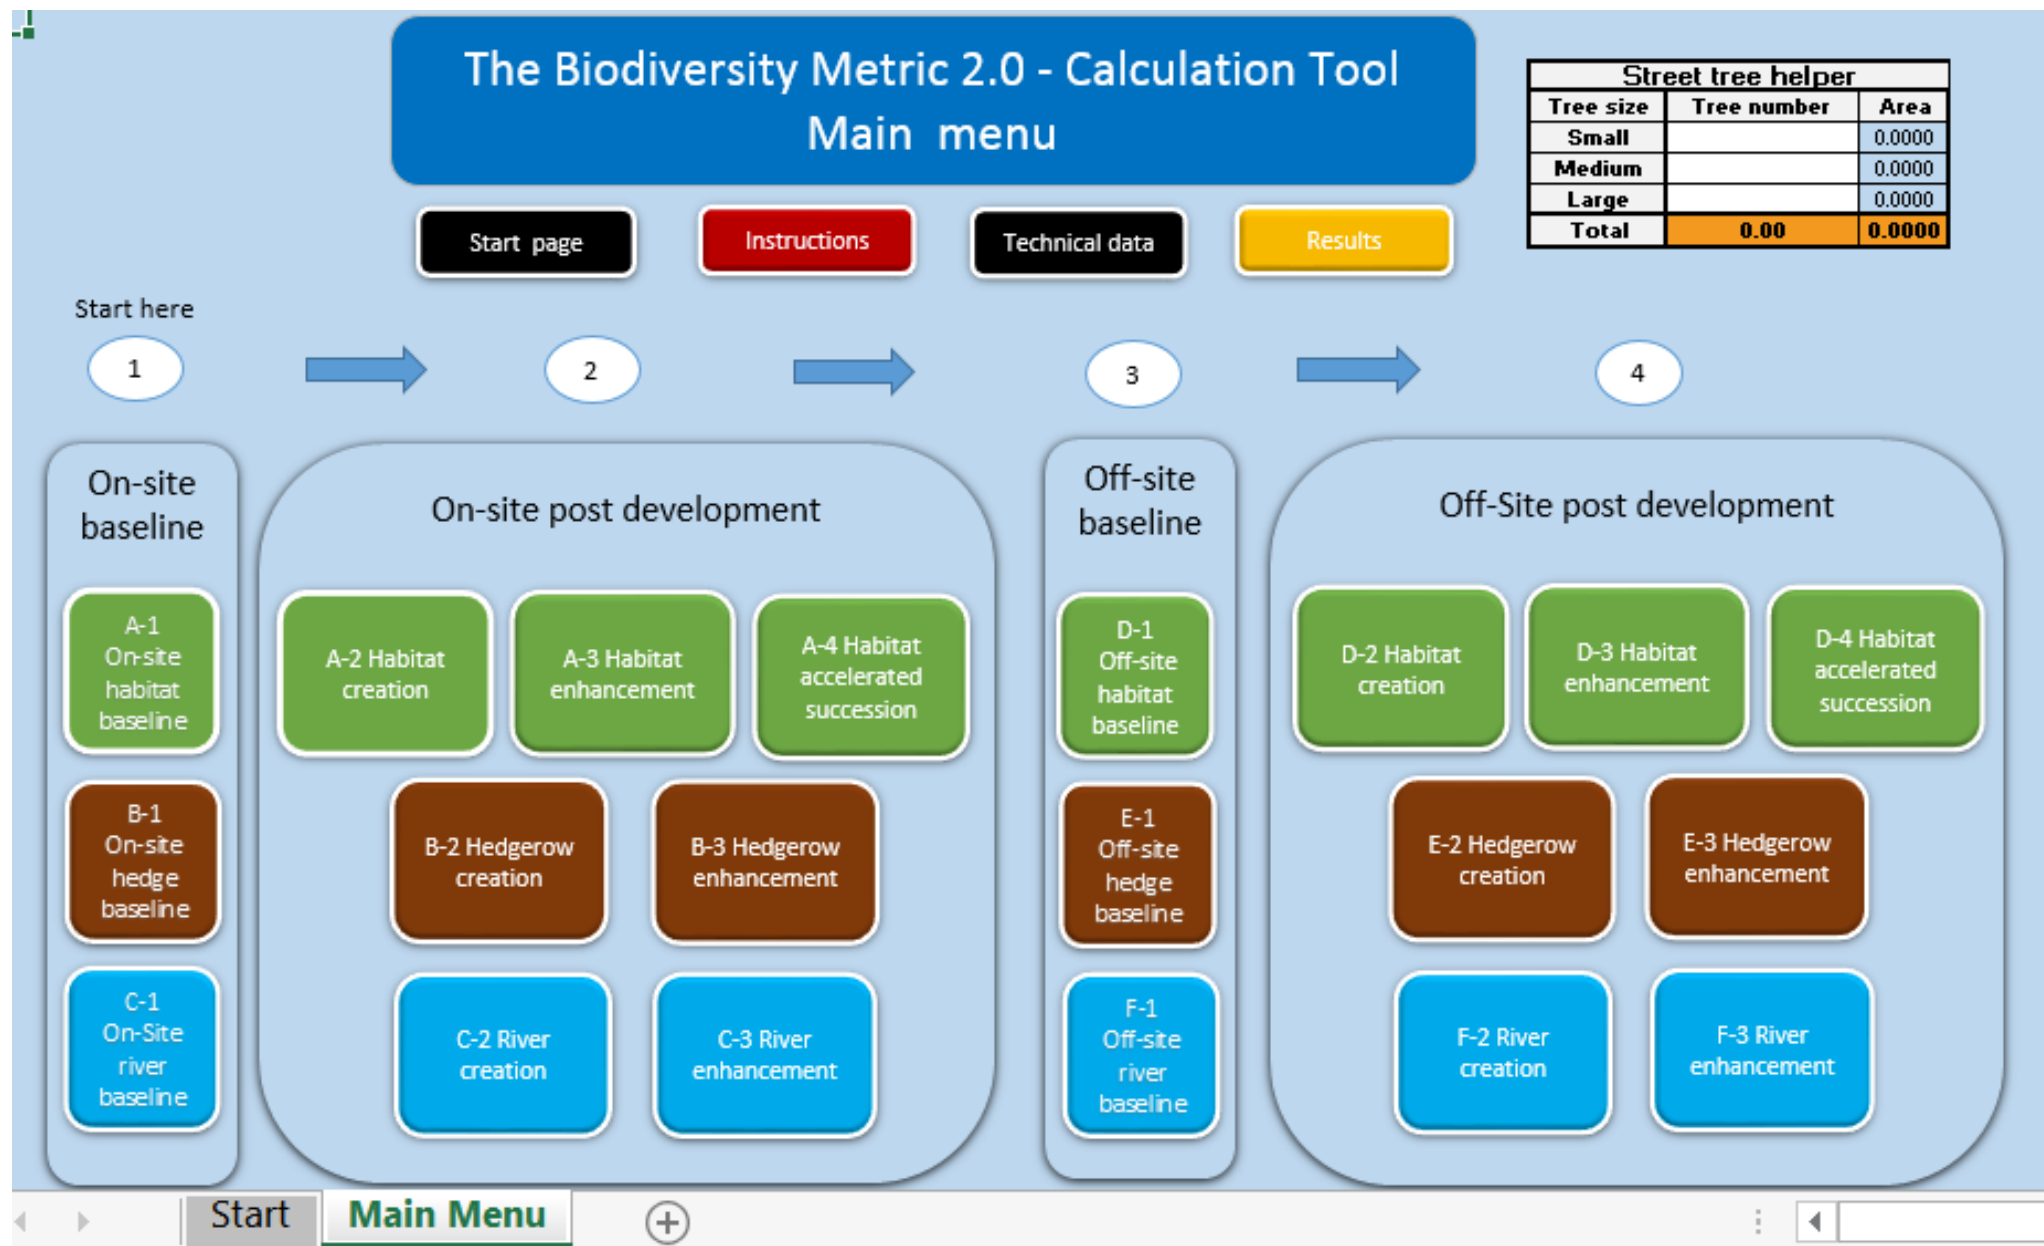 The Biodiversity Metric 2.0 - Calculation Tool
Main menu
Street tree helper
Tree size Tree number Area
Small 0.0000
Medium 0.0000
Large 0.0000
Total 0.00 0.0000
Start page
Instructions
Technical data
Results
Start here
1
2
3
4
On-site
baseline
A-1
On-site
habitat
baseline
B-1
On-site
hedge
baseline
C-1
On-Site
river
baseline
On-site post development
A-2 Habitat
creation
A-3 Habitat
enhancement
A-4 Habitat
accelerated
succession
B-2 Hedgerow
creation
B-3 Hedgerow
enhancement
C-2 River
creation
C-3 River
enhancement
Off-site
baseline
D-1
Off-site
habitat
baseline
E-1
Off-site
hedge
baseline
F-1
Off-site
river
baseline
Off-Site post development
D-2 Habitat
creation
D-3 Habitat
enhancement
D-4 Habitat
accelerated
succession
E-2 Hedgerow
creation
E-3 Hedgerow
enhancement
F-2 River
creation
F-3 River
enhancement
Start
Main Menu